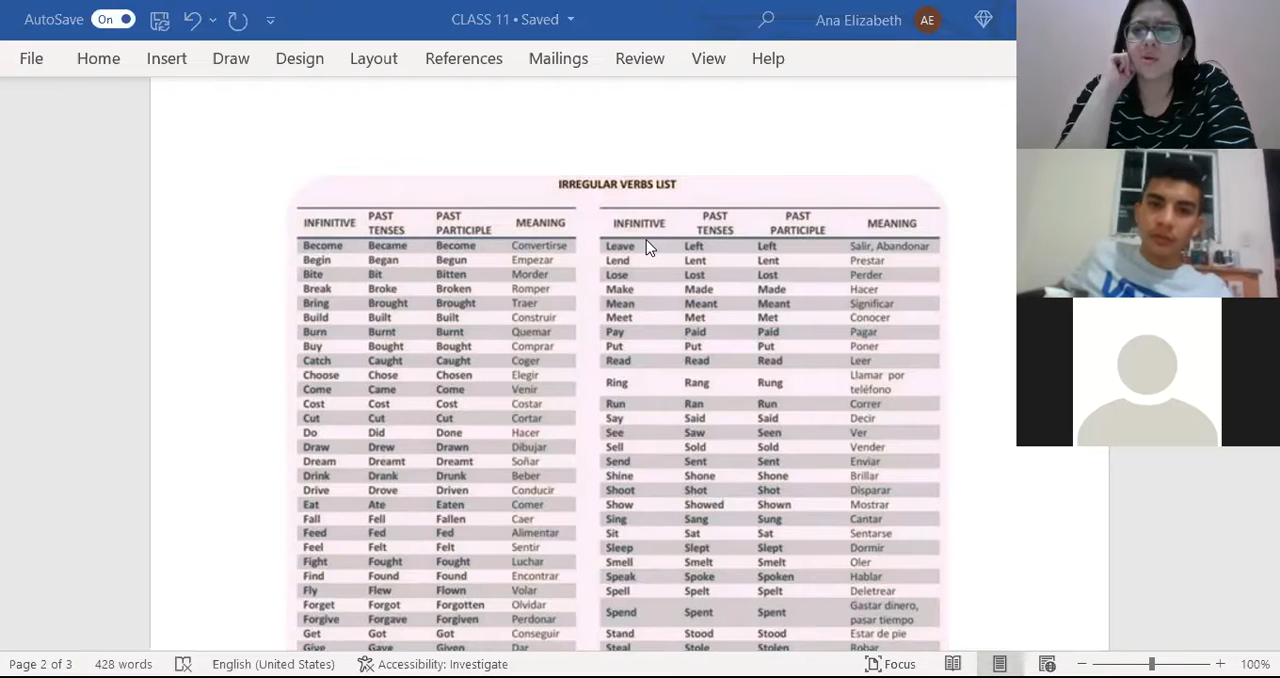 AutoSave On CLASS 11 • Saved Ana Elizabeth AE
File Home Insert Draw Design Layout References Mailings Review View Help
IRREGULAR VERBS LIST
INFINITIVE PAST TENSES PAST PARTICIPLE MEANING INFINITIVE PAST TENSES PAST PARTICIPLE MEANING
Become Became Become Convertirse Leave Left Left Salir, Abandonar
Begin Began Begun Empezar Lend Lent Lent Prestar
Bite Bit Bitten Morder Lose Lost Lost Perder
Break Broke Broken Romper Make Made Made Hacer
Bring Brought Brought Traer Mean Meant Meant Significar
Build Built Built Construir Meet Met Met Conocer
Burn Burnt Burnt Quemar Pay Paid Paid Pagar
Buy Bought Bought Comprar Put Put Put Poner
Catch Caught Caught Coger Read Read Read Leer
Choose Chose Chosen Elegir Ring Rang Rung Llamar por teléfono
Come Came Come Venir
Cost Cost Cost Costar Run Ran Run Correr
Cut Cut Cut Cortar Say Said Said Decir
Do Did Done Hacer See Saw Seen Ver
Draw Drew Drawn Dibujar Sell Sold Sold Vender
Dream Dreamt Dreamt Soñar Send Sent Sent Enviar
Drink Drank Drunk Beber Shine Shone Shone Brillar
Drive Drove Driven Conducir Shoot Shot Shot Disparar
Eat Ate Eaten Comer Show Showed Shown Mostrar
Fall Fell Fallen Caer Sing Sang Sung Cantar
Feed Fed Fed Alimentar Sit Sat Sat Sentarse
Feel Felt Felt Sentir Sleep Slept Slept Dormir
Fight Fought Fought Luchar Smell Smelt Smelt Oler
Find Found Found Encontrar Speak Spoke Spoken Hablar
Fly Flew Flown Volar Spell Spelt Spelt Deletrear
Forget Forgot Forgotten Olvidar Spend Spent Spent Gastar dinero, pasar tiempo
Forgive Forgave Forgiven Perdonar
Get Got Got Conseguir Stand Stood Stood Estar de pie
Give Gave Given Dar Steal Stole Stolen Robar
Page 2 of 3 428 words English (United States) Accessibility: Investigate Focus 100%